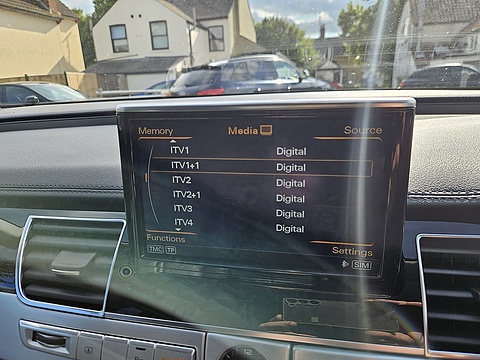 Memory Media Source
ITV1 Digital
ITV1+1 Digital
ITV2 Digital
ITV2+1 Digital
ITV3 Digital
ITV4 Digital
Functions Settings
TMC TP SIM
12